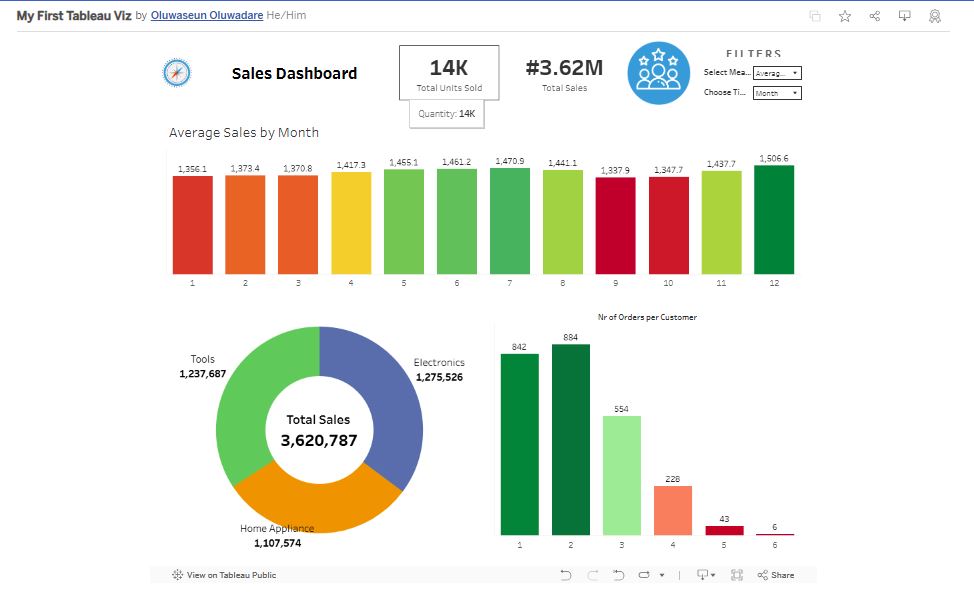 My First Tableau Viz by Oluwaseun Oluwadare He/Him
Sales Dashboard
14K
Total Units Sold
Quantity: 14K
#3.62M
Total Sales
FILTERS
Select Mea...
Averag...
Choose Ti...
Month
Average Sales by Month
1,356.1 1,373.4 1,370.8 1,417.3 1,455.1 1,461.2 1,470.9 1,441.1 1,337.9 1,347.7 1,437.7 1,506.6
1 2 3 4 5 6 7 8 9 10 11 12
Tools
1,237,687
Electronics
1,275,526
Total Sales
3,620,787
Home Appliance
1,107,574
Nr of Orders per Customer
842 884 554 228 43 6
1 2 3 4 5 6
View on Tableau Public
Share